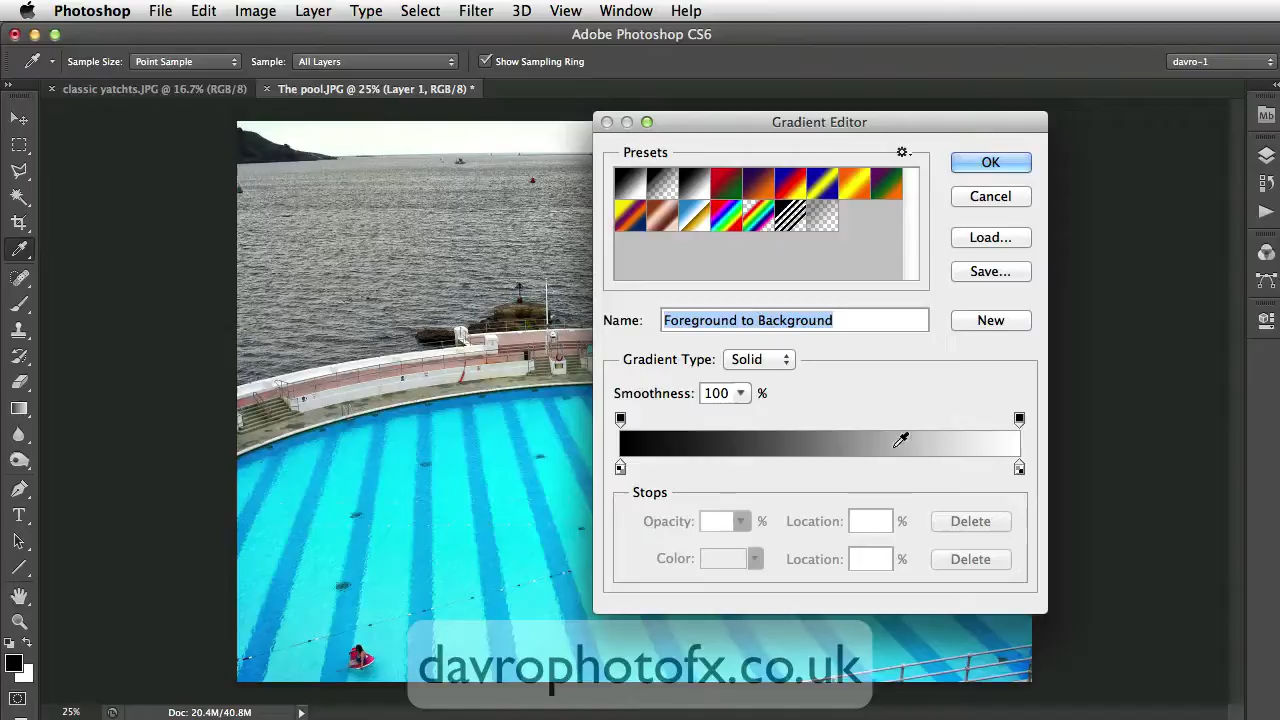 Photoshop File Edit Image Layer Type Select Filter 3D View Window Help
Adobe Photoshop CS6
Sample Size: Point Sample Sample: All Layers Show Sampling Ring davro-1
classic yatchts.JPG @ 16.7% (RGB/8) The pool.JPG @ 25% (Layer 1, RGB/8) *
Gradient Editor
Presets
OK
Cancel
Load...
Save...
Name: Foreground to Background New
Gradient Type: Solid
Smoothness: 100 %
Stops
Opacity: % Location: % Delete
Color: Location: % Delete
davrophotofx.co.uk
25% Doc: 20.4M/40.8M
Mb
T